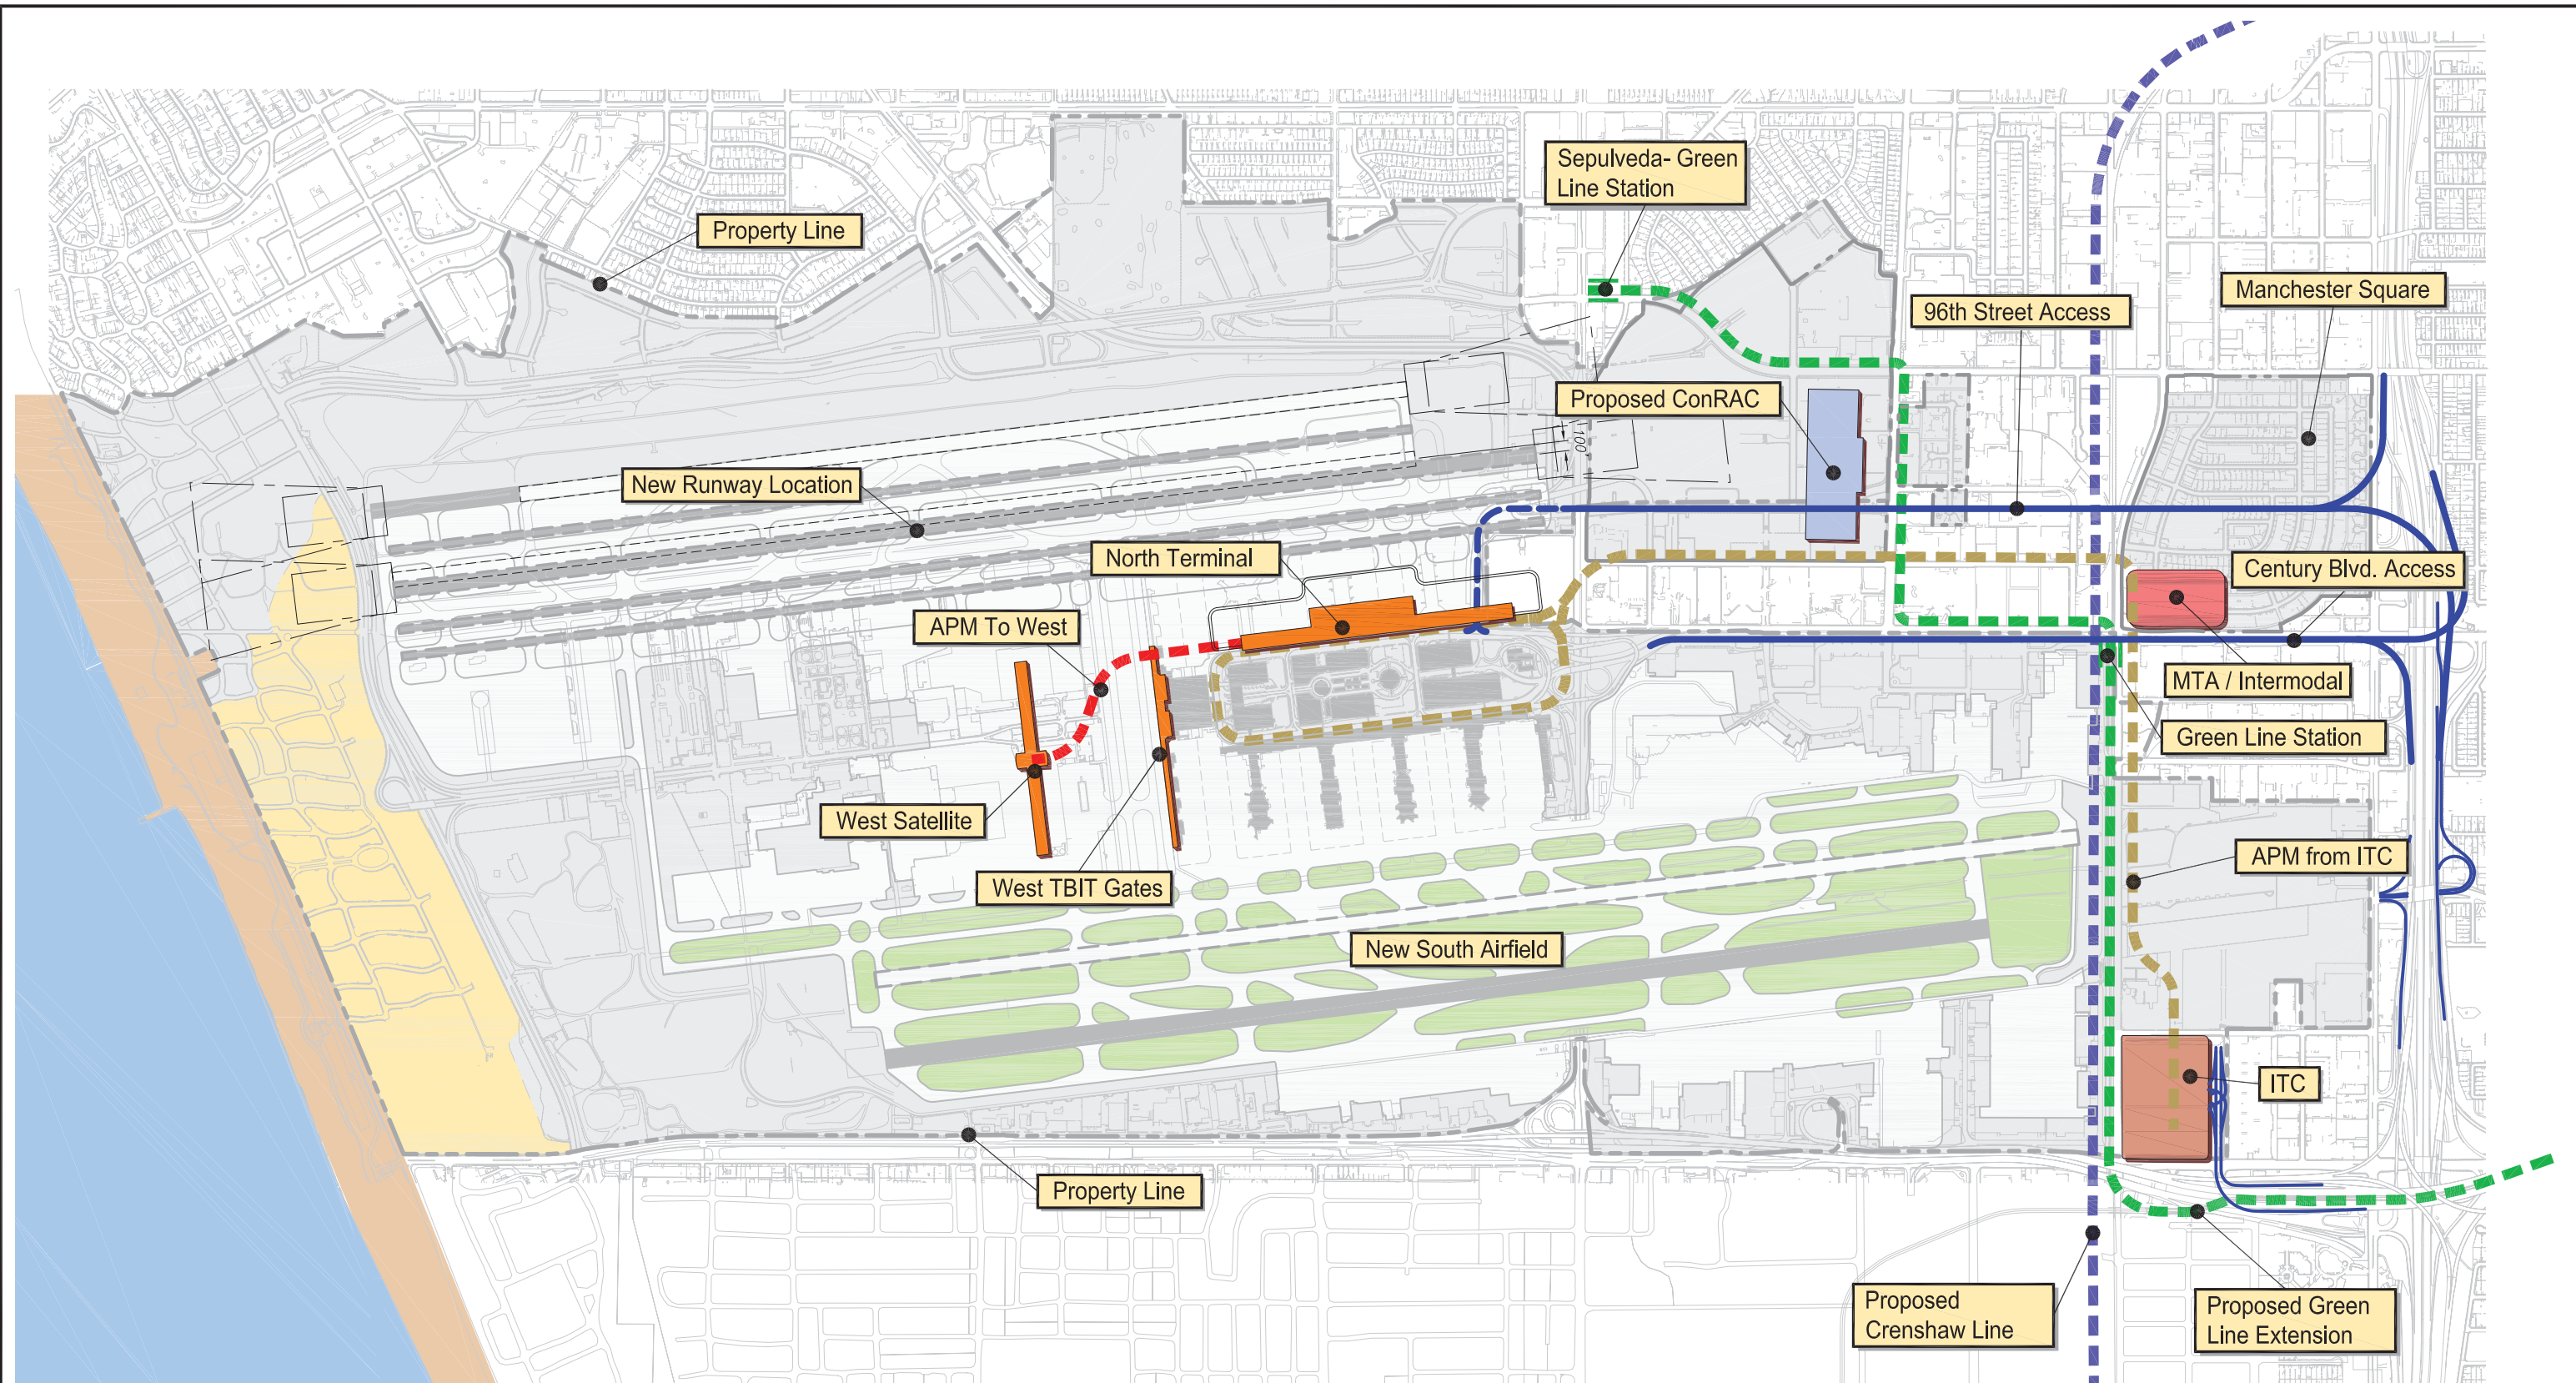 Sepulveda- Green
Line Station
Property Line
Manchester Square
96th Street Access
Proposed ConRAC
100'
New Runway Location
North Terminal
Century Blvd. Access
APM To West
MTA / Intermodal
Green Line Station
West Satellite
APM from ITC
West TBIT Gates
New South Airfield
ITC
Property Line
Proposed
Crenshaw Line
Proposed Green
Line Extension